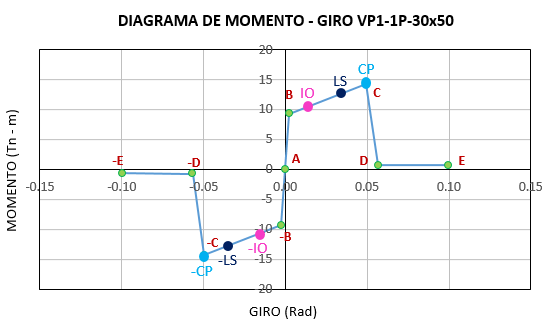 DIAGRAMA DE MOMENTO - GIRO VP1-1P-30x50
20
CP
15
LS
IO
B
C
10
5
A
-E
-D
D
E
0
-0.15
-0.10
-0.05
0.00
0.05
0.10
0.15
-5
-B
-C
-IO
-10
-LS
-CP
-15
-20
MOMENTO (Tn - m)
GIRO (Rad)